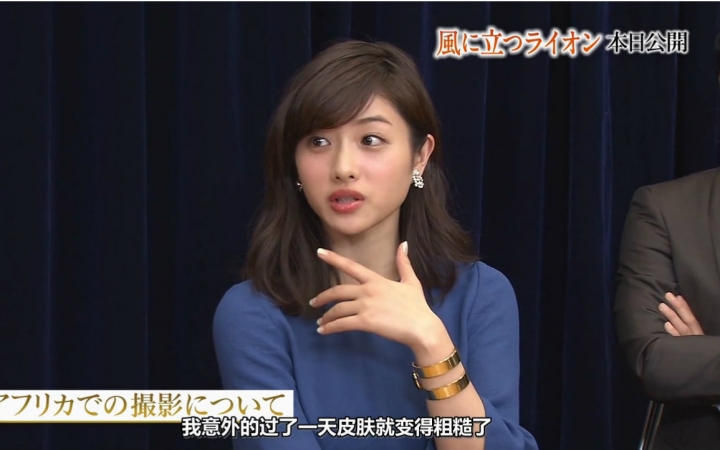 風に立つライオン 本日公開
アフリカでの撮影について
我意外的过了一天皮肤就变得粗糙了